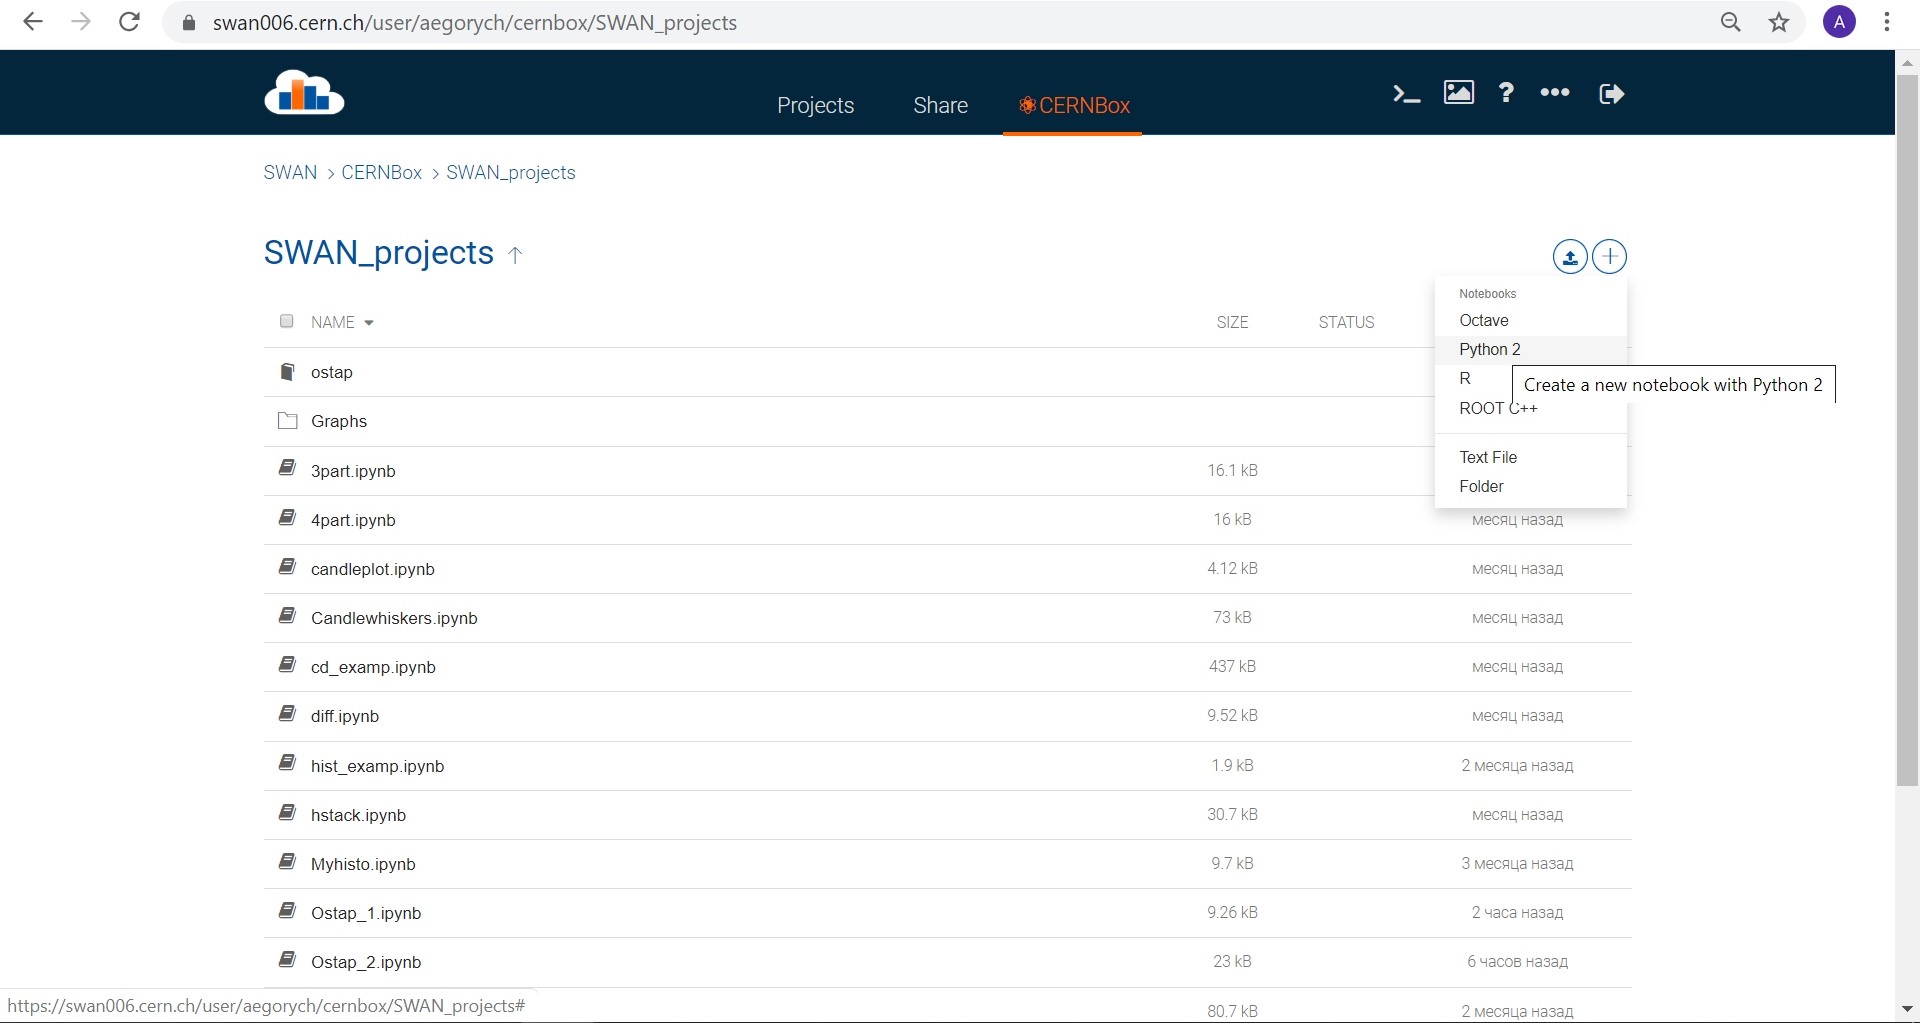 swan006.cern.ch/user/aegorych/cernbox/SWAN_projects
A
Projects Share CERNBox
>_ ?
SWAN > CERNBox > SWAN_projects
SWAN_projects
Notebooks
Octave
Python 2
R
Create a new notebook with Python 2
ROOT C++
Text File
Folder
NAME SIZE STATUS
ostap
Graphs
3part.ipynb 16.1 kB
4part.ipynb 16 kB месяц назад
candleplot.ipynb 4.12 kB месяц назад
Candlewhiskers.ipynb 73 kB месяц назад
cd_examp.ipynb 437 kB месяц назад
diff.ipynb 9.52 kB месяц назад
hist_examp.ipynb 1.9 kB 2 месяца назад
hstack.ipynb 30.7 kB месяц назад
Myhisto.ipynb 9.7 kB 3 месяца назад
Ostap_1.ipynb 9.26 kB 2 часа назад
Ostap_2.ipynb 23 kB 6 часов назад
80.7 kB 2 месяца назад
https://swan006.cern.ch/user/aegorych/cernbox/SWAN_projects#